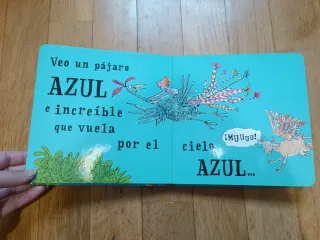 Veo un pájaro
AZUL
e increíble
que vuela
por el cielo
AZUL...
¡MUUUU!